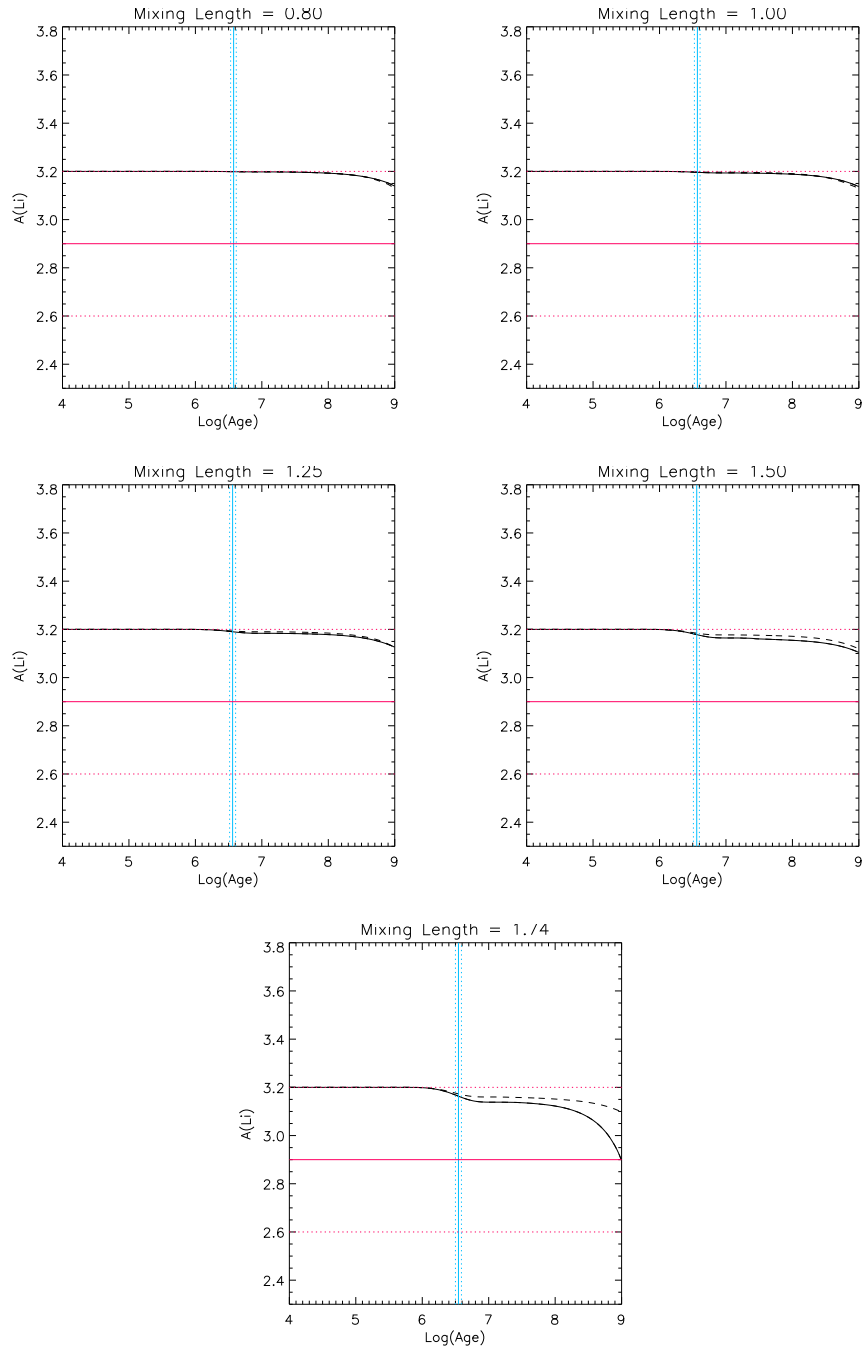 Mixing Length = 0.80
3.8
3.6
3.4
3.2
3.0
2.8
2.6
2.4
A(Li)
4 5 6 7 8 9
Log(Age)
Mixing Length = 1.00
3.8
3.6
3.4
3.2
3.0
2.8
2.6
2.4
A(Li)
4 5 6 7 8 9
Log(Age)
Mixing Length = 1.25
3.8
3.6
3.4
3.2
3.0
2.8
2.6
2.4
A(Li)
4 5 6 7 8 9
Log(Age)
Mixing Length = 1.50
3.8
3.6
3.4
3.2
3.0
2.8
2.6
2.4
A(Li)
4 5 6 7 8 9
Log(Age)
Mixing Length = 1.74
3.8
3.6
3.4
3.2
3.0
2.8
2.6
2.4
A(Li)
4 5 6 7 8 9
Log(Age)